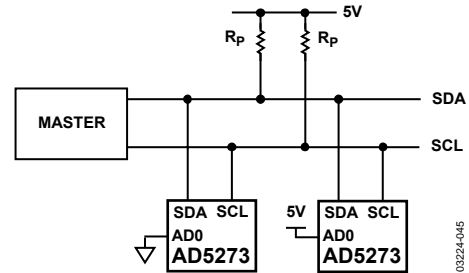 5V
RP RP
SDA
MASTER
SCL
SDA SCL
AD0
AD5273
5V
SDA SCL
AD0
AD5273
03224-045